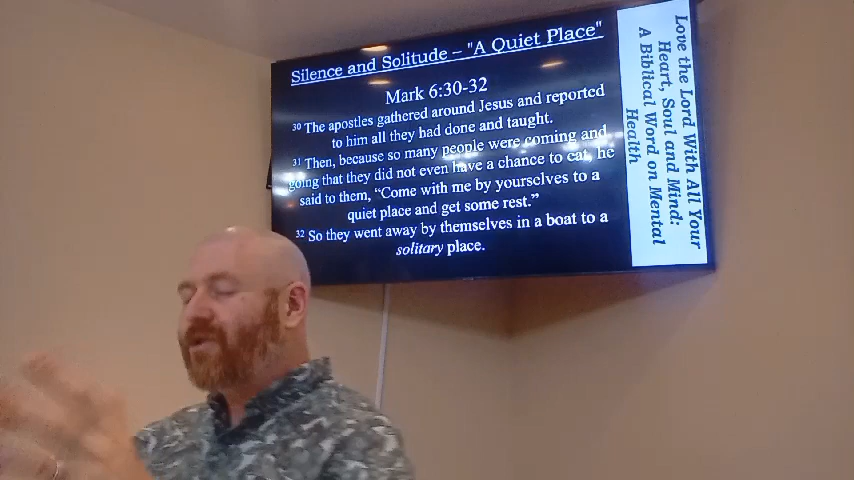 Silence and Solitude – "A Quiet Place"
Mark 6:30-32
30 The apostles gathered around Jesus and reported
to him all they had done and taught.
31 Then, because so many people were coming and
going that they did not even have a chance to eat, he
said to them, “Come with me by yourselves to a
quiet place and get some rest.”
32 So they went away by themselves in a boat to a
solitary place.
Love the Lord With All Your
Heart, Soul and Mind:
A Biblical Word on Mental
Health